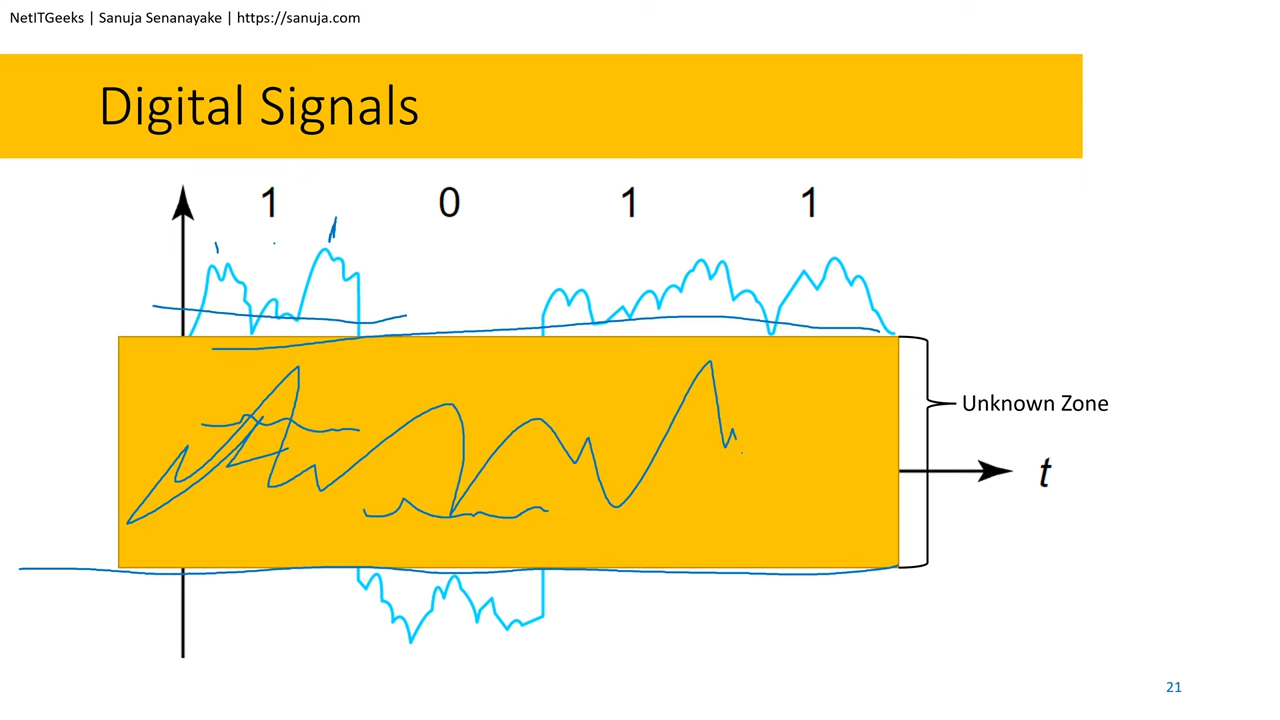 NetITGeeks | Sanuja Senanayake | https://sanuja.com
Digital Signals
1 0 1 1
Unknown Zone
t
21